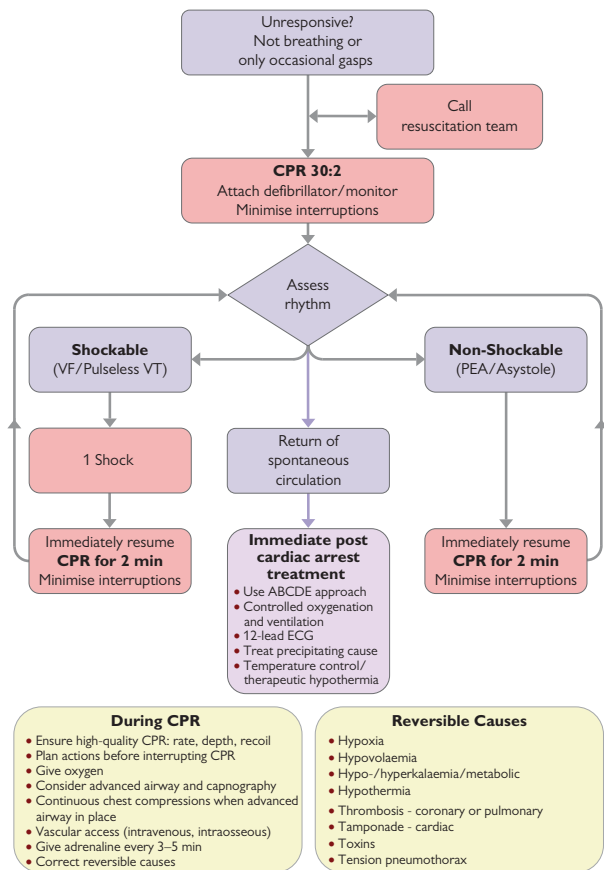 Unresponsive?
Not breathing or
only occasional gasps
Call
resuscitation team
CPR 30:2
Attach defibrillator/monitor
Minimise interruptions
Assess
rhythm
Shockable
(VF/Pulseless VT)
Non-Shockable
(PEA/Asystole)
1 Shock
Return of
spontaneous
circulation
Immediately resume
CPR for 2 min
Minimise interruptions
Immediate post
cardiac arrest
treatment
• Use ABCDE approach
• Controlled oxygenation
and ventilation
• 12-lead ECG
• Treat precipitating cause
• Temperature control/
therapeutic hypothermia
Immediately resume
CPR for 2 min
Minimise interruptions
During CPR
• Ensure high-quality CPR: rate, depth, recoil
• Plan actions before interrupting CPR
• Give oxygen
• Consider advanced airway and capnography
• Continuous chest compressions when advanced
airway in place
• Vascular access (intravenous, intraosseous)
• Give adrenaline every 3–5 min
• Correct reversible causes
Reversible Causes
• Hypoxia
• Hypovolaemia
• Hypo-/hyperkalaemia/metabolic
• Hypothermia
• Thrombosis - coronary or pulmonary
• Tamponade - cardiac
• Toxins
• Tension pneumothorax